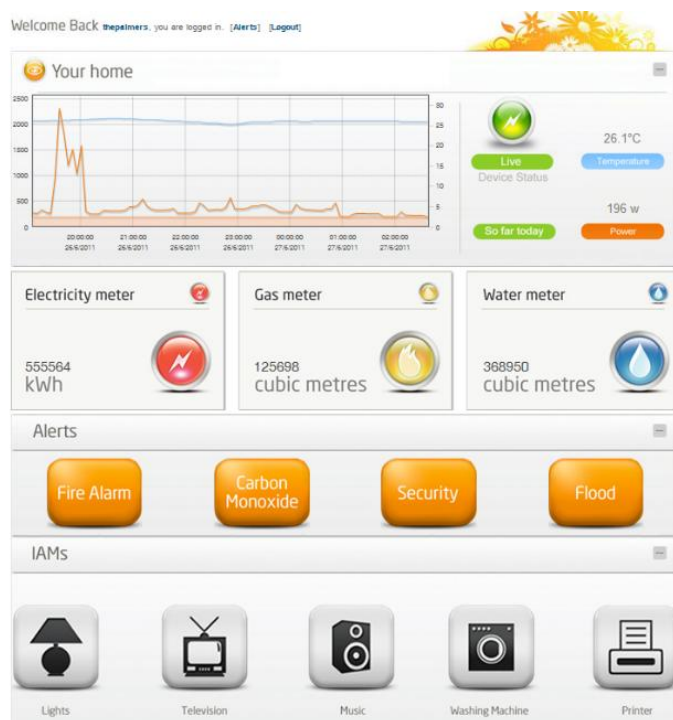 Welcome Back thepalmers, you are logged in. [Alerts] [Logout]
Your home
2500
2000
1500
1000
500
0
30
25
20
15
10
5
0
20:00:00 21:00:00 22:00:00 23:00:00 00:00:00 01:00:00 02:00:00
26/6/2011 26/6/2011 26/6/2011 26/6/2011 27/6/2011 27/6/2011 27/6/2011
Live
Device Status
26.1°C
Temperature
So far today
196 w
Power
Electricity meter
555564
kWh
Gas meter
125698
cubic metres
Water meter
368950
cubic metres
Alerts
Fire Alarm
Carbon
Monoxide
Security
Flood
IAMs
Lights
Television
Music
Washing Machine
Printer